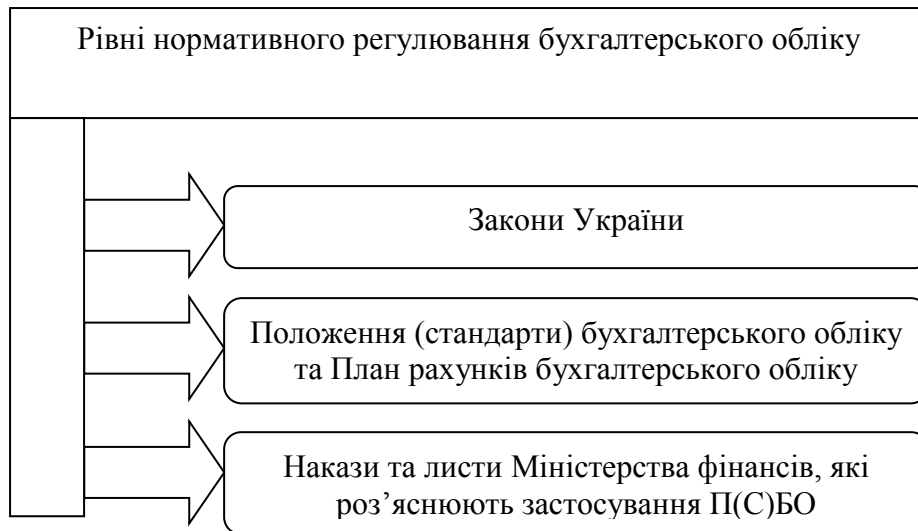 Рівні нормативного регулювання бухгалтерського обліку
Закони України
Положення (стандарти) бухгалтерського обліку
та План рахунків бухгалтерського обліку
Накази та листи Міністерства фінансів, які
роз’яснюють застосування П(С)БО